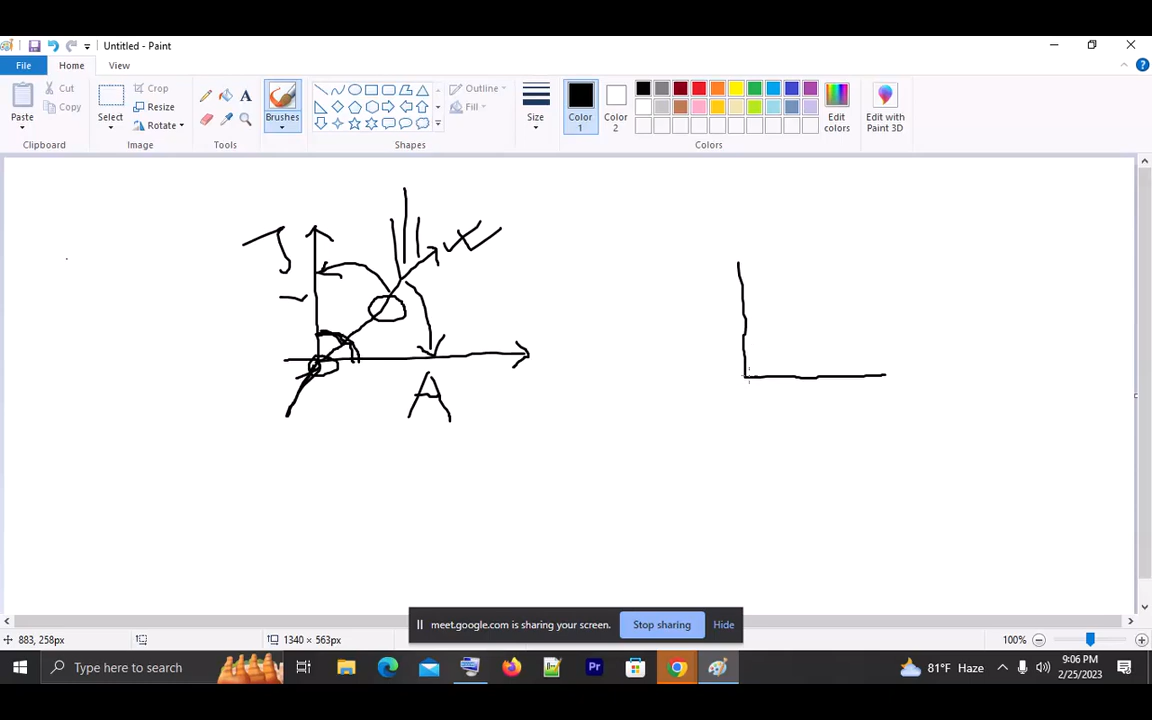 Untitled - Paint
File
Home
View
Paste
Cut
Copy
Clipboard
Select
Crop
Resize
Rotate
Image
A
Tools
Brushes
Outline
Fill
Shapes
Size
Color 1
Color 2
Edit colors
Colors
Edit with Paint 3D
A
meet.google.com is sharing your screen.
Stop sharing
Hide
883, 258px
1340 × 563px
100%
Type here to search
Pr
81°F Haze
9:06 PM
2/25/2023